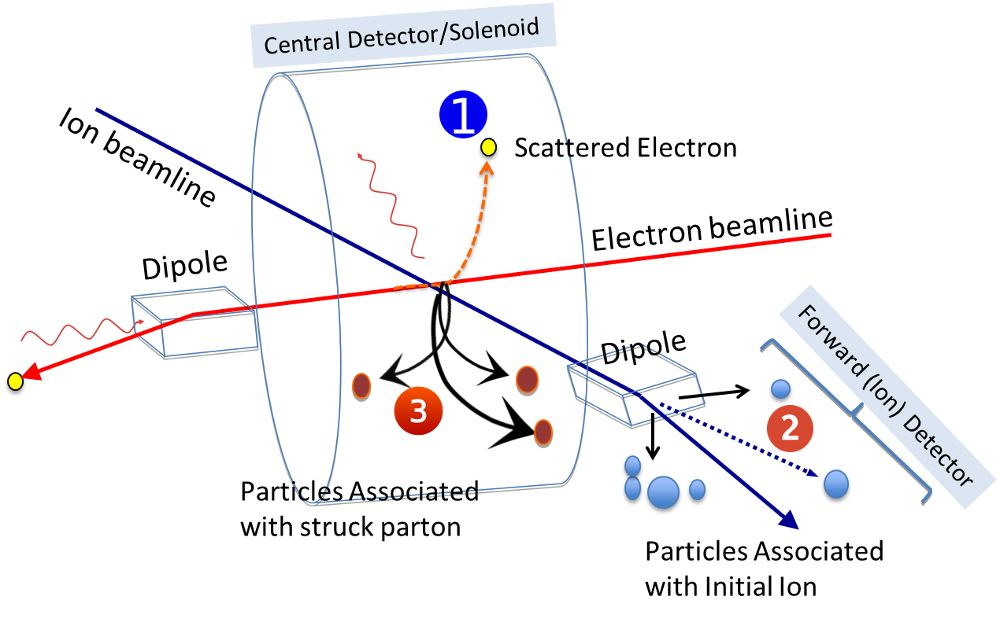 Central Detector/Solenoid
1
Scattered Electron
Ion beamline
Electron beamline
Dipole
Dipole
Forward (Ion) Detector
3
2
Particles Associated
with struck parton
Particles Associated
with Initial Ion